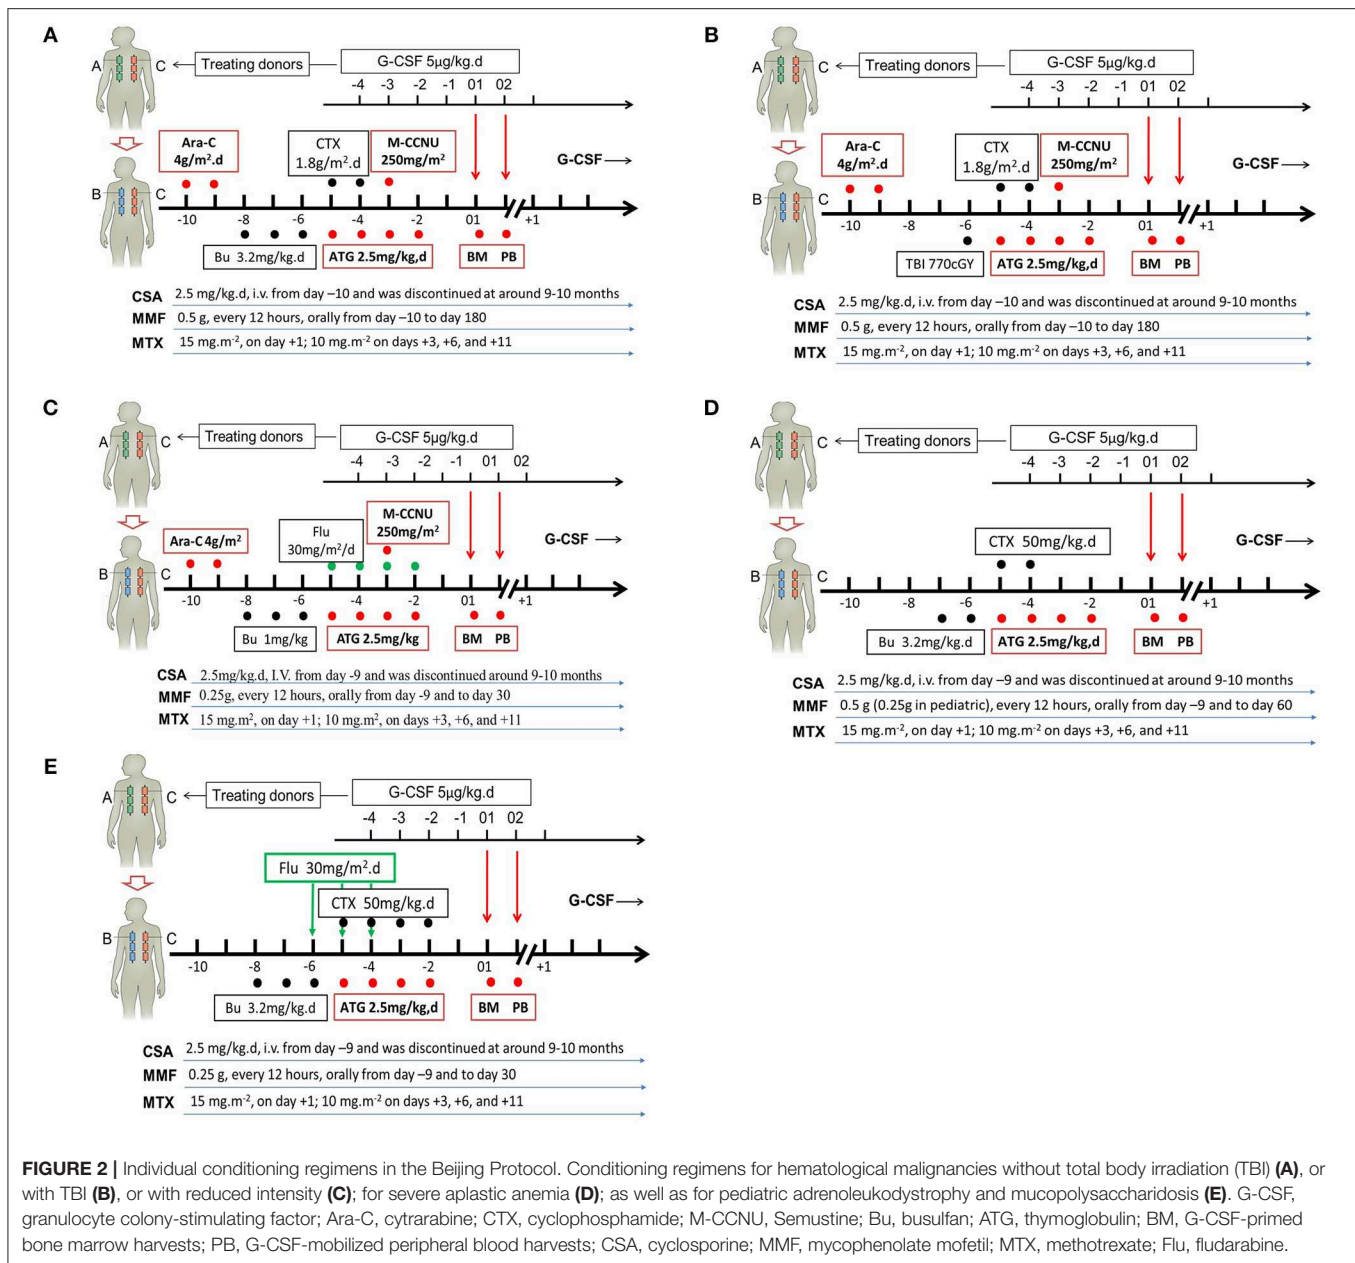 A
A
C
Treating donors
G-CSF 5µg/kg.d
-4 -3 -2 -1 01 02
Ara-C
4g/m².d
CTX
1.8g/m².d
M-CCNU
250mg/m²
G-CSF
B
C
-10 -8 -6 -4 -2 01 +1
Bu 3.2mg/kg.d
ATG 2.5mg/kg,d
BM PB
CSA 2.5 mg/kg.d, i.v. from day –10 and was discontinued at around 9-10 months
MMF 0.5 g, every 12 hours, orally from day –10 to day 180
MTX 15 mg.m⁻², on day +1; 10 mg.m⁻² on days +3, +6, and +11
B
A
C
Treating donors
G-CSF 5µg/kg.d
-4 -3 -2 -1 01 02
Ara-C
4g/m².d
CTX
1.8g/m².d
M-CCNU
250mg/m²
G-CSF
B
C
-10 -8 -6 -4 -2 01 +1
TBI 770cGY
ATG 2.5mg/kg,d
BM PB
CSA 2.5 mg/kg.d, i.v. from day –10 and was discontinued at around 9-10 months
MMF 0.5 g, every 12 hours, orally from day –10 to day 180
MTX 15 mg.m⁻², on day +1; 10 mg.m⁻² on days +3, +6, and +11
C
A
C
Treating donors
G-CSF 5µg/kg.d
-4 -3 -2 -1 01 02
Ara-C 4g/m²
Flu
30mg/m²/d
M-CCNU
250mg/m²
G-CSF
B
C
-10 -8 -6 -4 -2 01 +1
Bu 1mg/kg
ATG 2.5mg/kg
BM PB
CSA 2.5mg/kg.d, I.V. from day -9 and was discontinued around 9-10 months
MMF 0.25g, every 12 hours, orally from day -9 and to day 30
MTX 15 mg.m², on day +1; 10 mg.m², on days +3, +6, and +11
D
A
C
Treating donors
G-CSF 5µg/kg.d
-4 -3 -2 -1 01 02
CTX 50mg/kg.d
G-CSF
B
C
-10 -8 -6 -4 -2 01 +1
Bu 3.2mg/kg.d
ATG 2.5mg/kg,d
BM PB
CSA 2.5 mg/kg.d, i.v. from day –9 and was discontinued at around 9-10 months
MMF 0.5 g (0.25g in pediatric), every 12 hours, orally from day –9 and to day 60
MTX 15 mg.m⁻², on day +1; 10 mg.m⁻² on days +3, +6, and +11
E
A
C
Treating donors
G-CSF 5µg/kg.d
-4 -3 -2 -1 01 02
Flu 30mg/m².d
CTX 50mg/kg.d
G-CSF
B
C
-10 -8 -6 -4 -2 01 +1
Bu 3.2mg/kg.d
ATG 2.5mg/kg,d
BM PB
CSA 2.5 mg/kg.d, i.v. from day –9 and was discontinued at around 9-10 months
MMF 0.25 g, every 12 hours, orally from day –9 and to day 30
MTX 15 mg.m⁻², on day +1; 10 mg.m⁻² on days +3, +6, and +11
FIGURE 2 | Individual conditioning regimens in the Beijing Protocol. Conditioning regimens for hematological malignancies without total body irradiation (TBI) (A), or
with TBI (B), or with reduced intensity (C); for severe aplastic anemia (D); as well as for pediatric adrenoleukodystrophy and mucopolysaccharidosis (E). G-CSF,
granulocyte colony-stimulating factor; Ara-C, cytrarabine; CTX, cyclophosphamide; M-CCNU, Semustine; Bu, busulfan; ATG, thymoglobulin; BM, G-CSF-primed
bone marrow harvests; PB, G-CSF-mobilized peripheral blood harvests; CSA, cyclosporine; MMF, mycophenolate mofetil; MTX, methotrexate; Flu, fludarabine.